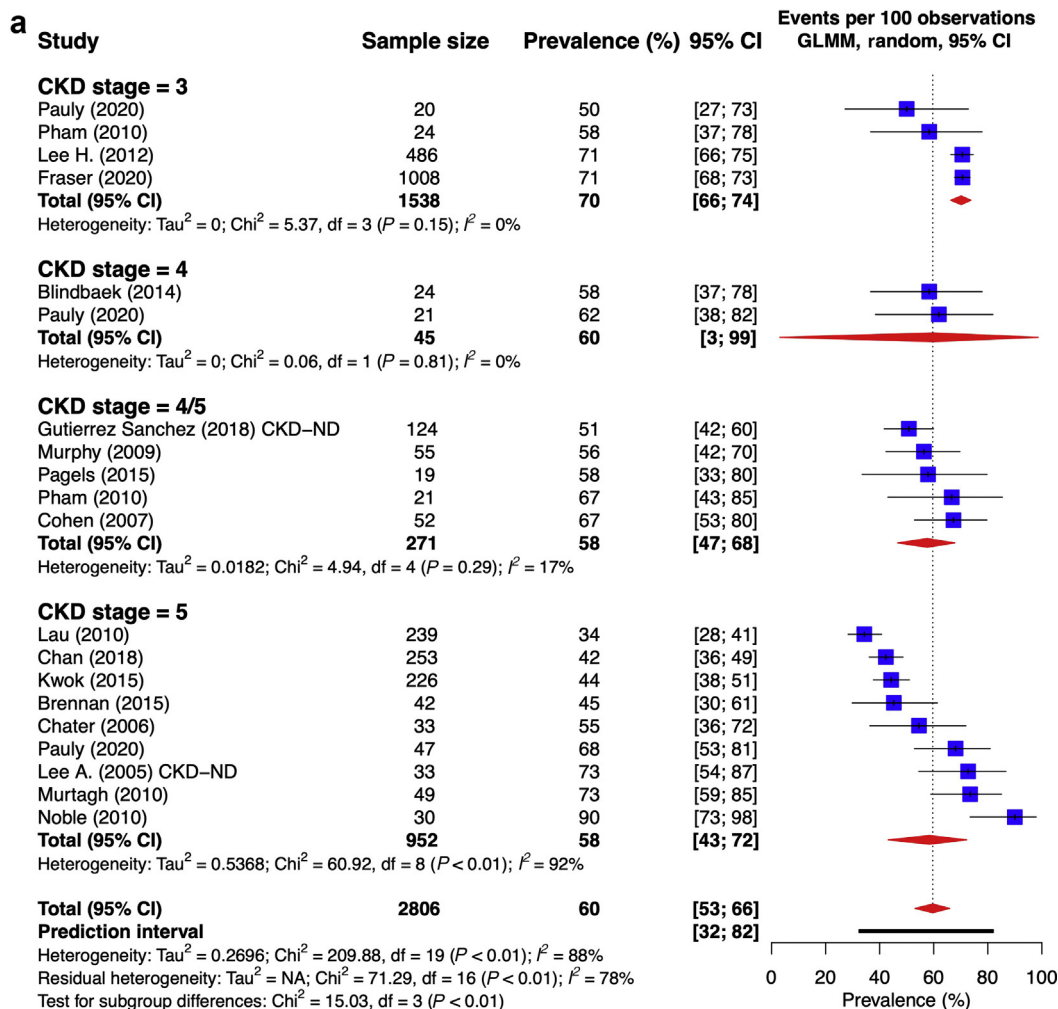 a
Events per 100 observations
Study Sample size Prevalence (%) 95% CI GLMM, random, 95% CI
CKD stage = 3
Pauly (2020) 20 50 [27; 73]
Pham (2010) 24 58 [37; 78]
Lee H. (2012) 486 71 [66; 75]
Fraser (2020) 1008 71 [68; 73]
Total (95% CI) 1538 70 [66; 74]
Heterogeneity: Tau² = 0; Chi² = 5.37, df = 3 (P = 0.15); I² = 0%
CKD stage = 4
Blindbaek (2014) 24 58 [37; 78]
Pauly (2020) 21 62 [38; 82]
Total (95% CI) 45 60 [3; 99]
Heterogeneity: Tau² = 0; Chi² = 0.06, df = 1 (P = 0.81); I² = 0%
CKD stage = 4/5
Gutierrez Sanchez (2018) CKD−ND 124 51 [42; 60]
Murphy (2009) 55 56 [42; 70]
Pagels (2015) 19 58 [33; 80]
Pham (2010) 21 67 [43; 85]
Cohen (2007) 52 67 [53; 80]
Total (95% CI) 271 58 [47; 68]
Heterogeneity: Tau² = 0.0182; Chi² = 4.94, df = 4 (P = 0.29); I² = 17%
CKD stage = 5
Lau (2010) 239 34 [28; 41]
Chan (2018) 253 42 [36; 49]
Kwok (2015) 226 44 [38; 51]
Brennan (2015) 42 45 [30; 61]
Chater (2006) 33 55 [36; 72]
Pauly (2020) 47 68 [53; 81]
Lee A. (2005) CKD−ND 33 73 [54; 87]
Murtagh (2010) 49 73 [59; 85]
Noble (2010) 30 90 [73; 98]
Total (95% CI) 952 58 [43; 72]
Heterogeneity: Tau² = 0.5368; Chi² = 60.92, df = 8 (P < 0.01); I² = 92%
Total (95% CI) 2806 60 [53; 66]
Prediction interval [32; 82]
Heterogeneity: Tau² = 0.2696; Chi² = 209.88, df = 19 (P < 0.01); I² = 88%
Residual heterogeneity: Tau² = NA; Chi² = 71.29, df = 16 (P < 0.01); I² = 78%
Test for subgroup differences: Chi² = 15.03, df = 3 (P < 0.01)
0 20 40 60 80 100
Prevalence (%)